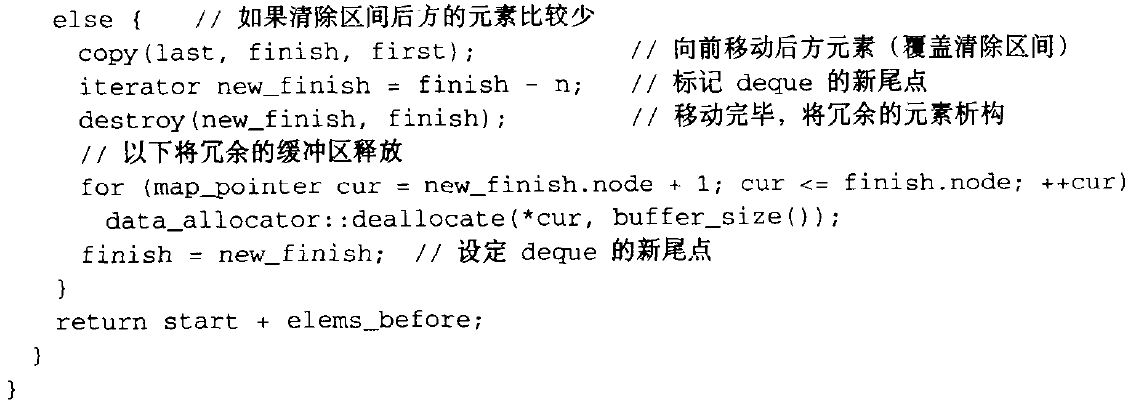 else {    // 如果清除区间后方的元素比较少
copy(last, finish, first);    // 向前移动后方元素（覆盖清除区间）
iterator new_finish = finish - n;    // 标记 deque 的新尾点
destroy(new_finish, finish);    // 移动完毕，将冗余的元素析构
// 以下将冗余的缓冲区释放
for (map_pointer cur = new_finish.node + 1; cur <= finish.node; ++cur)
data_allocator::deallocate(*cur, buffer_size());
finish = new_finish;  // 设定 deque 的新尾点
}
return start + elems_before;
}
}